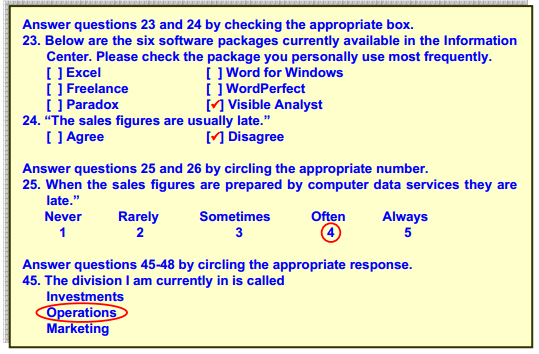 Answer questions 23 and 24 by checking the appropriate box.
23. Below are the six software packages currently available in the Information
Center. Please check the package you personally use most frequently.
[ ] Excel [ ] Word for Windows
[ ] Freelance [ ] WordPerfect
[ ] Paradox [✓] Visible Analyst
24. “The sales figures are usually late.”
[ ] Agree [✓] Disagree
Answer questions 25 and 26 by circling the appropriate number.
25. When the sales figures are prepared by computer data services they are
late.”
Never Rarely Sometimes Often Always
1 2 3 4 5
Answer questions 45-48 by circling the appropriate response.
45. The division I am currently in is called
Investments
Operations
Marketing